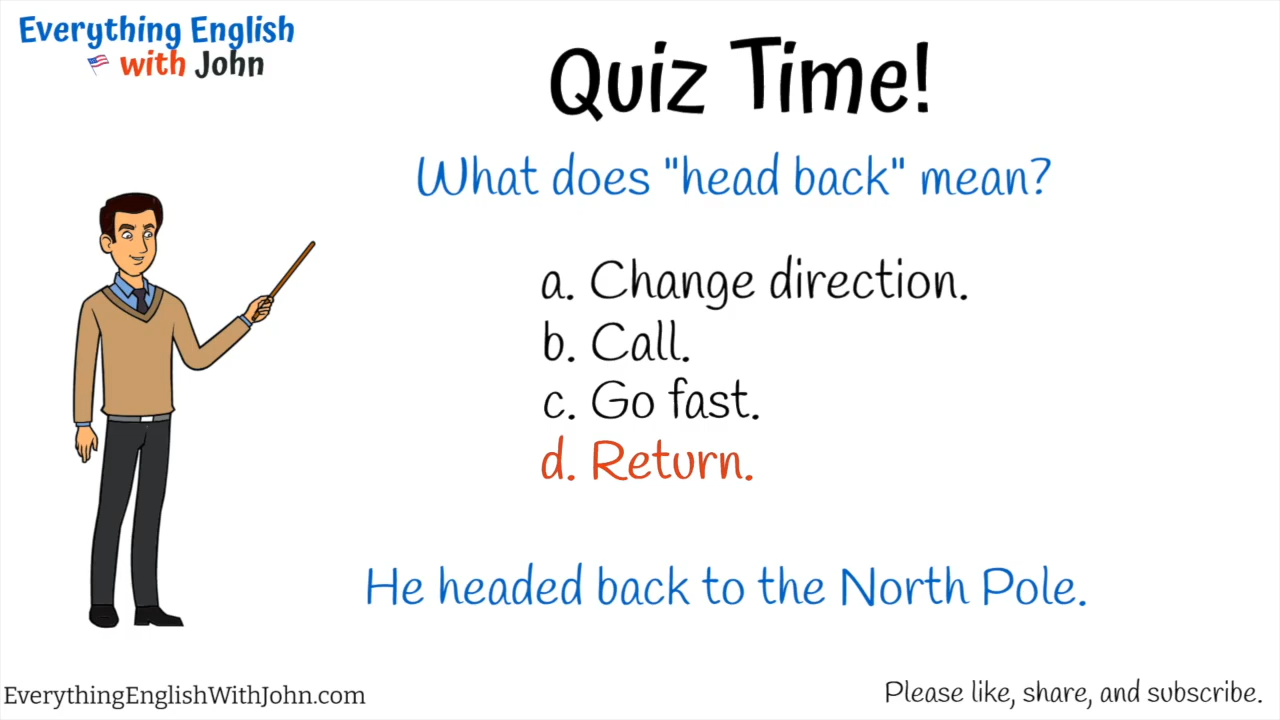 Everything English
with John
Quiz Time!
What does "head back" mean?
a. Change direction.
b. Call.
c. Go fast.
d. Return.
He headed back to the North Pole.
EverythingEnglishWithJohn.com
Please like, share, and subscribe.